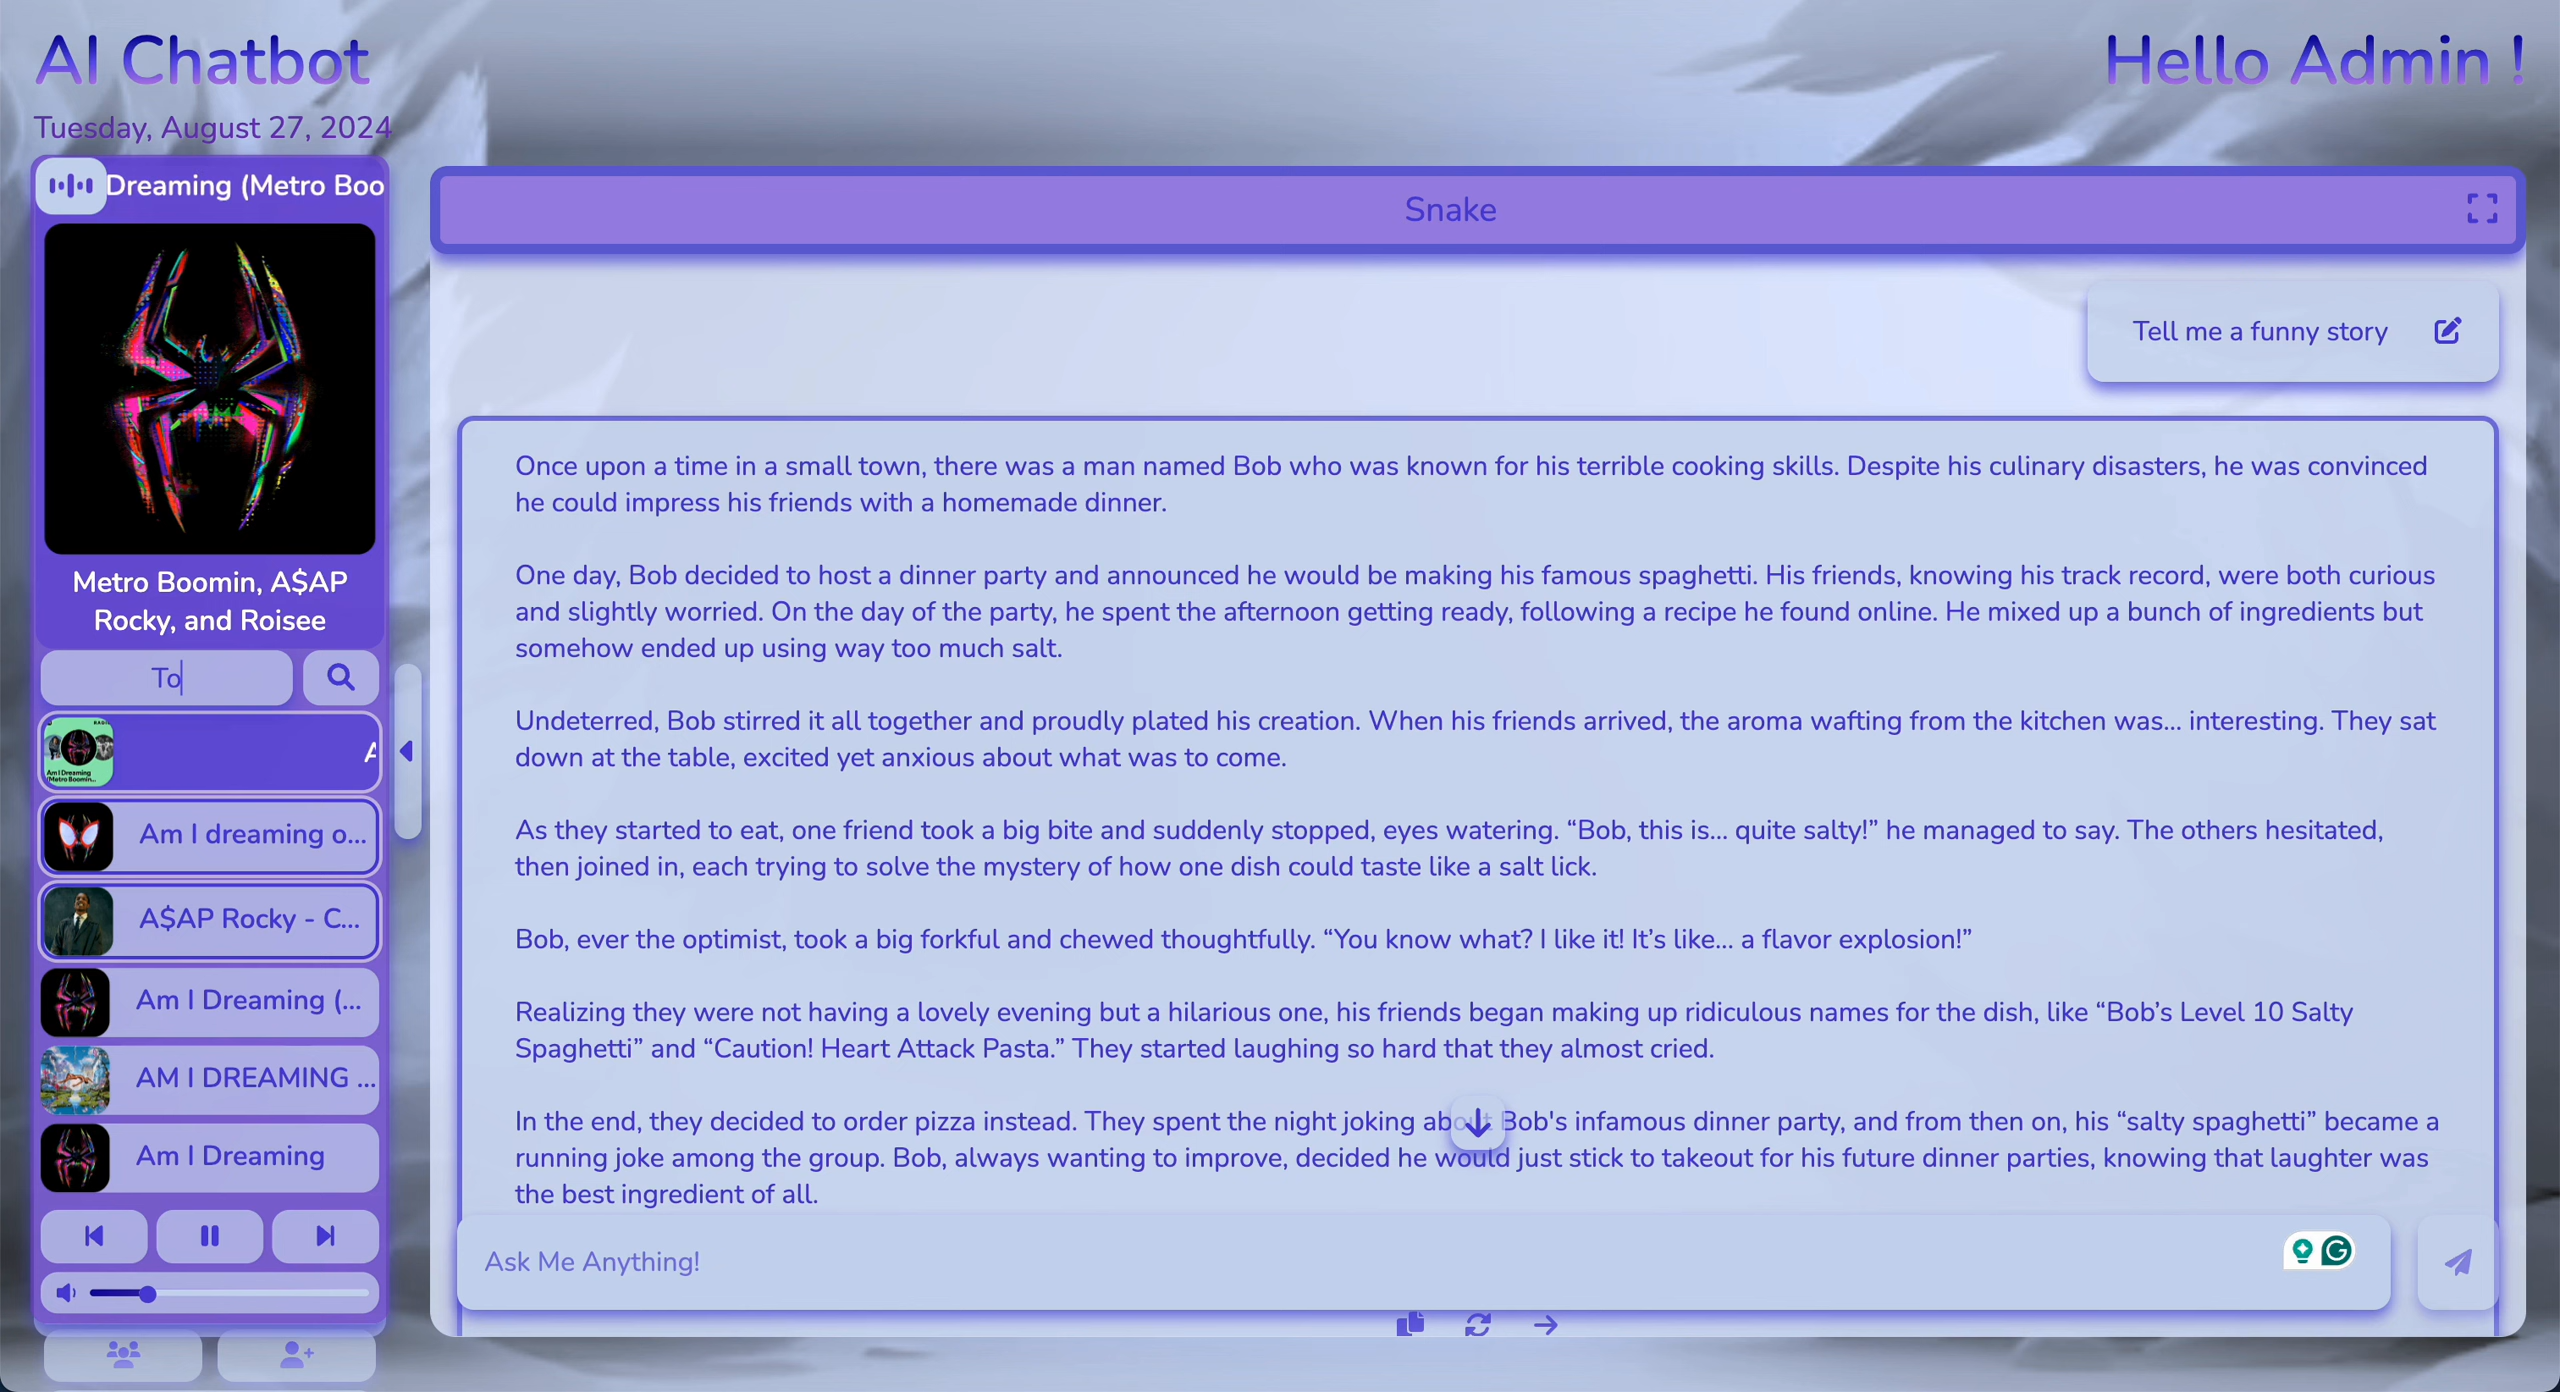 AI Chatbot
Hello Admin !
Tuesday, August 27, 2024
Dreaming (Metro Boo
Metro Boomin, A$AP
Rocky, and Roisee
To
Am I Dreaming
(Metro Boomin...
A
Am I dreaming o...
A$AP Rocky - C...
Am I Dreaming (...
AM I DREAMING ...
Am I Dreaming
Snake
Tell me a funny story
Once upon a time in a small town, there was a man named Bob who was known for his terrible cooking skills. Despite his culinary disasters, he was convinced
he could impress his friends with a homemade dinner.
One day, Bob decided to host a dinner party and announced he would be making his famous spaghetti. His friends, knowing his track record, were both curious
and slightly worried. On the day of the party, he spent the afternoon getting ready, following a recipe he found online. He mixed up a bunch of ingredients but
somehow ended up using way too much salt.
Undeterred, Bob stirred it all together and proudly plated his creation. When his friends arrived, the aroma wafting from the kitchen was... interesting. They sat
down at the table, excited yet anxious about what was to come.
As they started to eat, one friend took a big bite and suddenly stopped, eyes watering. “Bob, this is... quite salty!” he managed to say. The others hesitated,
then joined in, each trying to solve the mystery of how one dish could taste like a salt lick.
Bob, ever the optimist, took a big forkful and chewed thoughtfully. “You know what? I like it! It’s like... a flavor explosion!”
Realizing they were not having a lovely evening but a hilarious one, his friends began making up ridiculous names for the dish, like “Bob’s Level 10 Salty
Spaghetti” and “Caution! Heart Attack Pasta.” They started laughing so hard that they almost cried.
In the end, they decided to order pizza instead. They spent the night joking about Bob's infamous dinner party, and from then on, his “salty spaghetti” became a
running joke among the group. Bob, always wanting to improve, decided he would just stick to takeout for his future dinner parties, knowing that laughter was
the best ingredient of all.
Ask Me Anything!